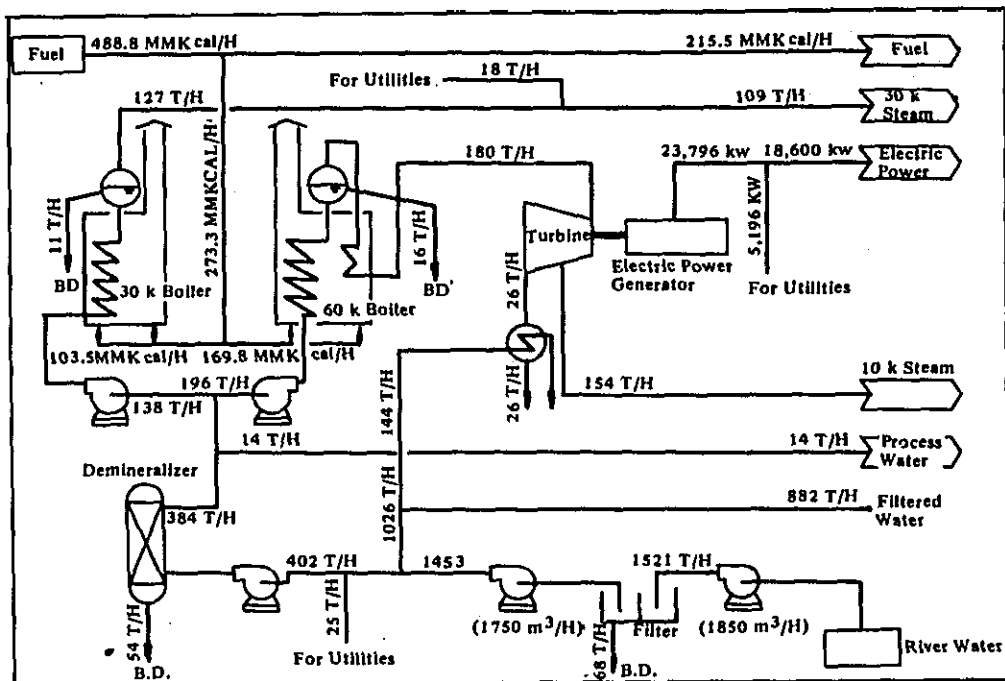 Fuel
488.8 MMK cal/H
215.5 MMK cal/H
Fuel
For Utilities
18 T/H
127 T/H
109 T/H
30 k
Steam
273.3 MMKCAL/H
180 T/H
23,796 kw
18,600 kw
Electric
Power
11 T/H
BD
30 k Boiler
16 T/H
BD'
60 k Boiler
Turbine
Electric Power
Generator
5,196 KW
For Utilities
26 T/H
103.5MMK cal/H
169.8 MMK cal/H
26 T/H
154 T/H
10 k Steam
196 T/H
138 T/H
144 T/H
14 T/H
14 T/H
Process
Water
Demineralizer
384 T/H
1026 T/H
882 T/H
Filtered
Water
402 T/H
1453
1521 T/H
25 T/H
(1750 m³/H)
Filter
(1850 m³/H)
54 T/H
B.D.
For Utilities
68 T/H
B.D.
River Water